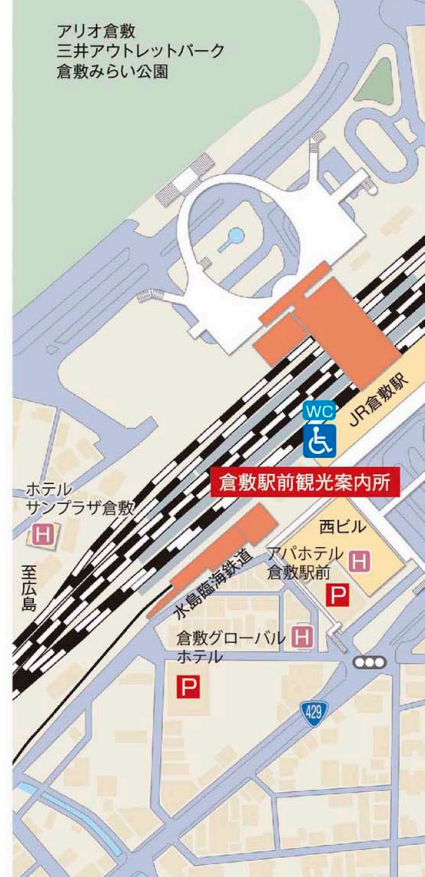 アリオ倉敷
三井アウトレットパーク
倉敷みらい公園
JR倉敷駅
WC
倉敷駅前観光案内所
ホテル
サンプラザ倉敷
H
至広島
西ビル
アパホテル
倉敷駅前
H
P
水島臨海鉄道
倉敷グローバル
ホテル
H
P
429